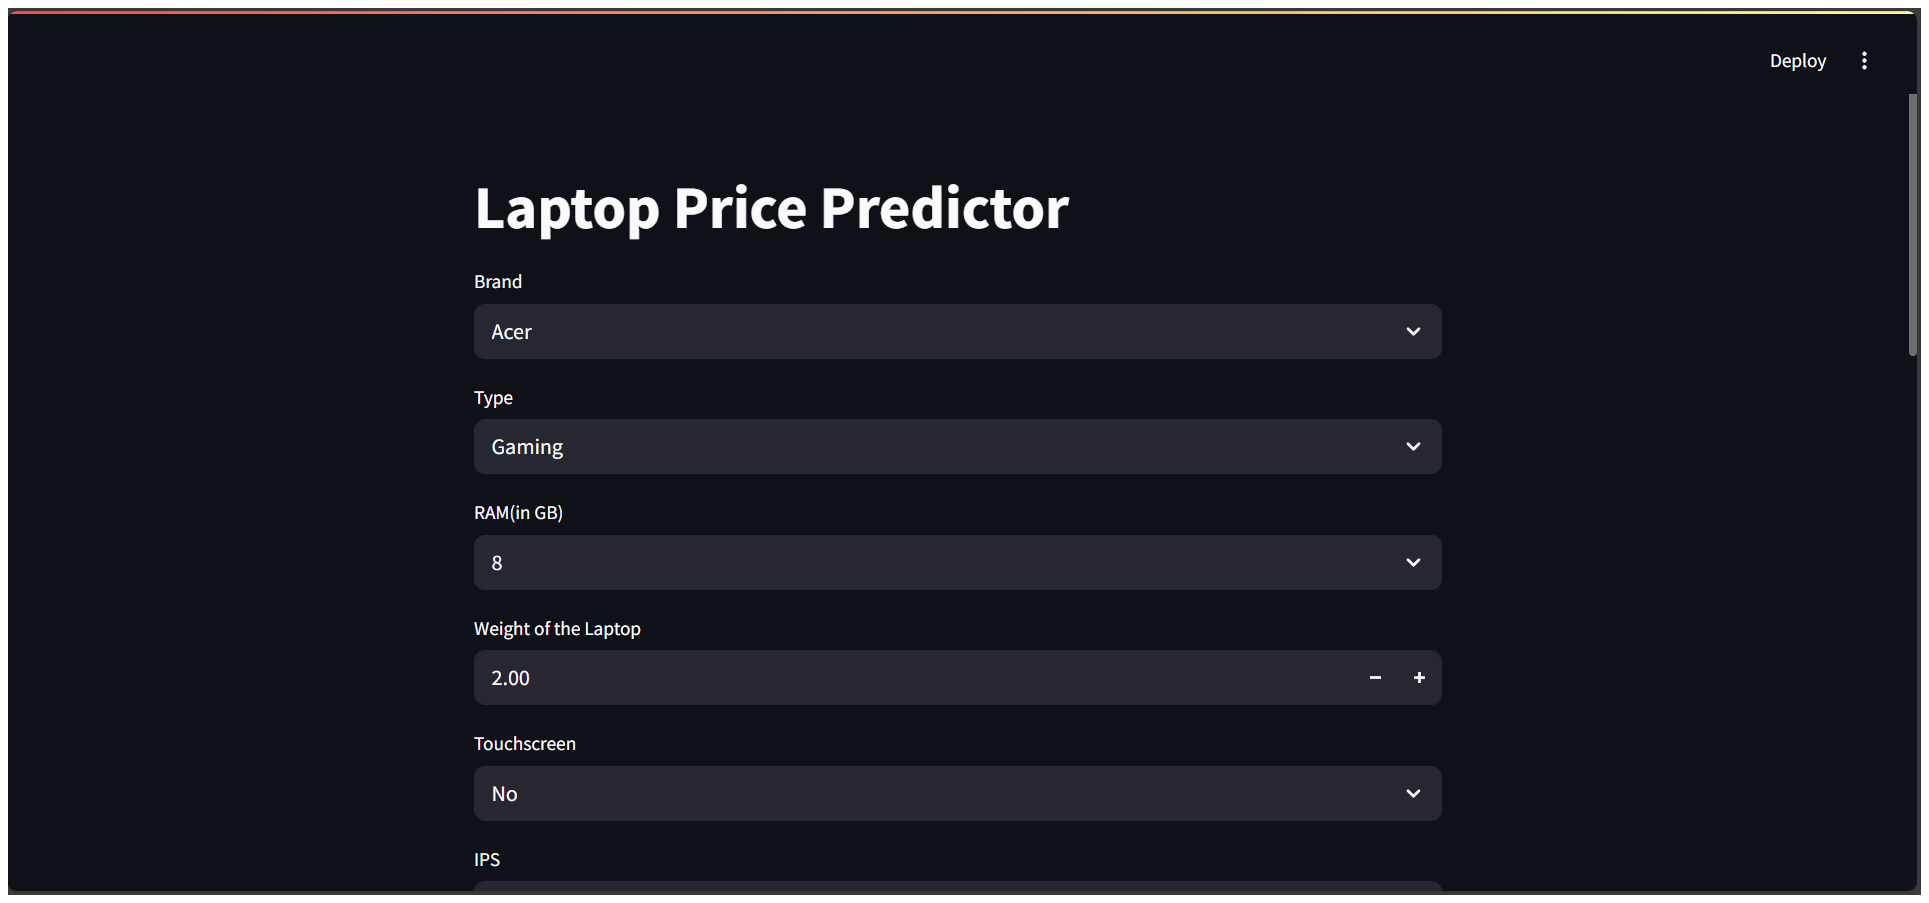 Deploy
Laptop Price Predictor
Brand
Acer
Type
Gaming
RAM(in GB)
8
Weight of the Laptop
2.00
Touchscreen
No
IPS